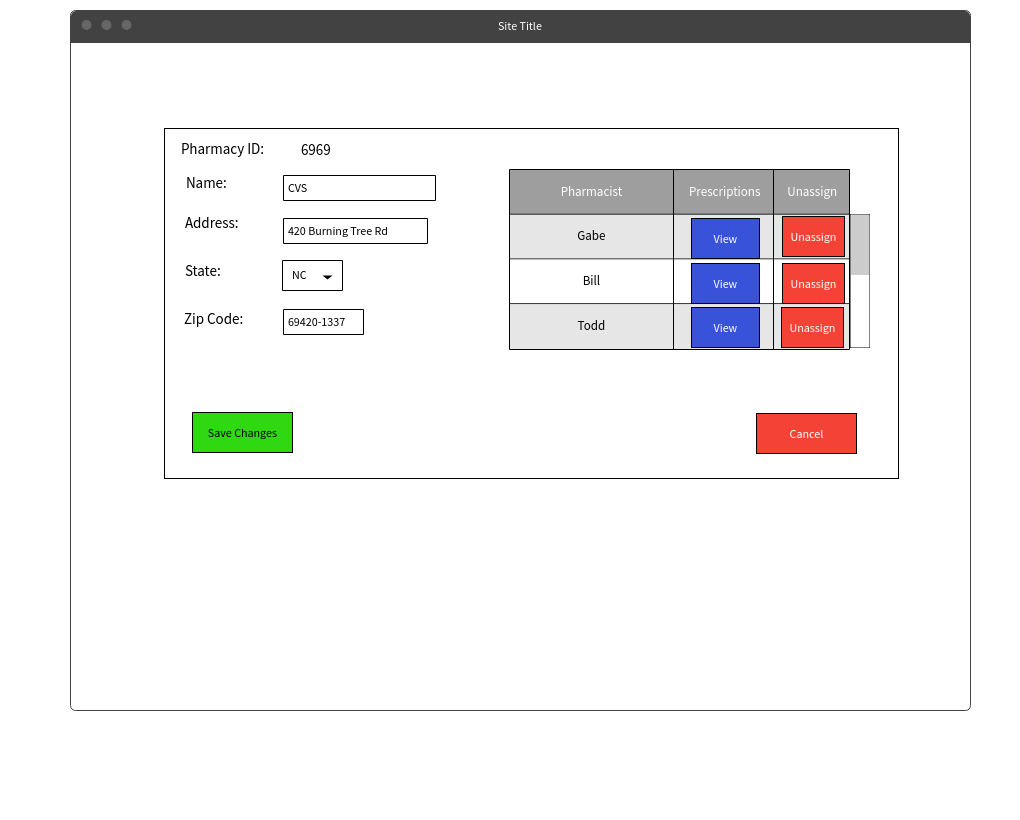 Site Title
Pharmacy ID: 6969
Name: CVS
Address: 420 Burning Tree Rd
State: NC
Zip Code: 69420-1337
Pharmacist Prescriptions Unassign
Gabe View Unassign
Bill View Unassign
Todd View Unassign
Save Changes
Cancel